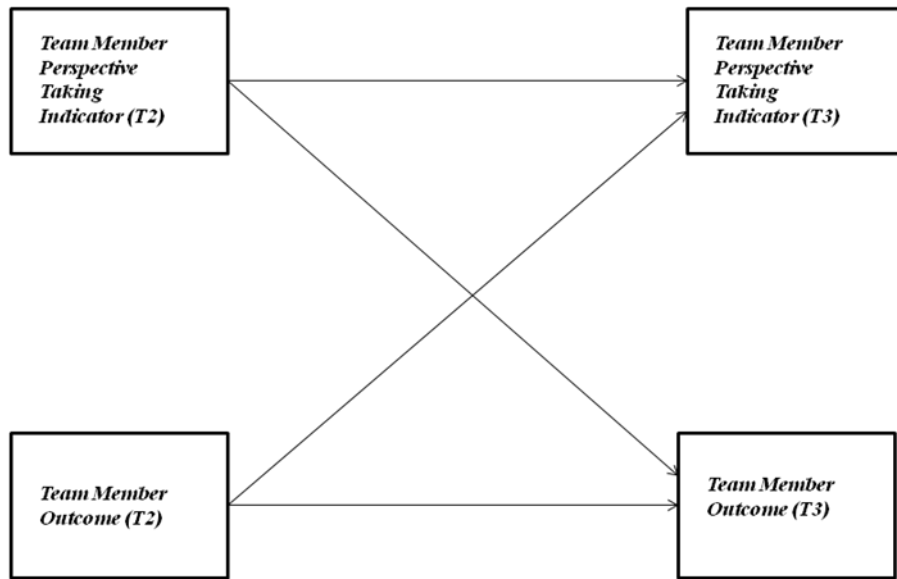 Team Member
Perspective
Taking
Indicator (T2)
Team Member
Perspective
Taking
Indicator (T3)
Team Member
Outcome (T2)
Team Member
Outcome (T3)